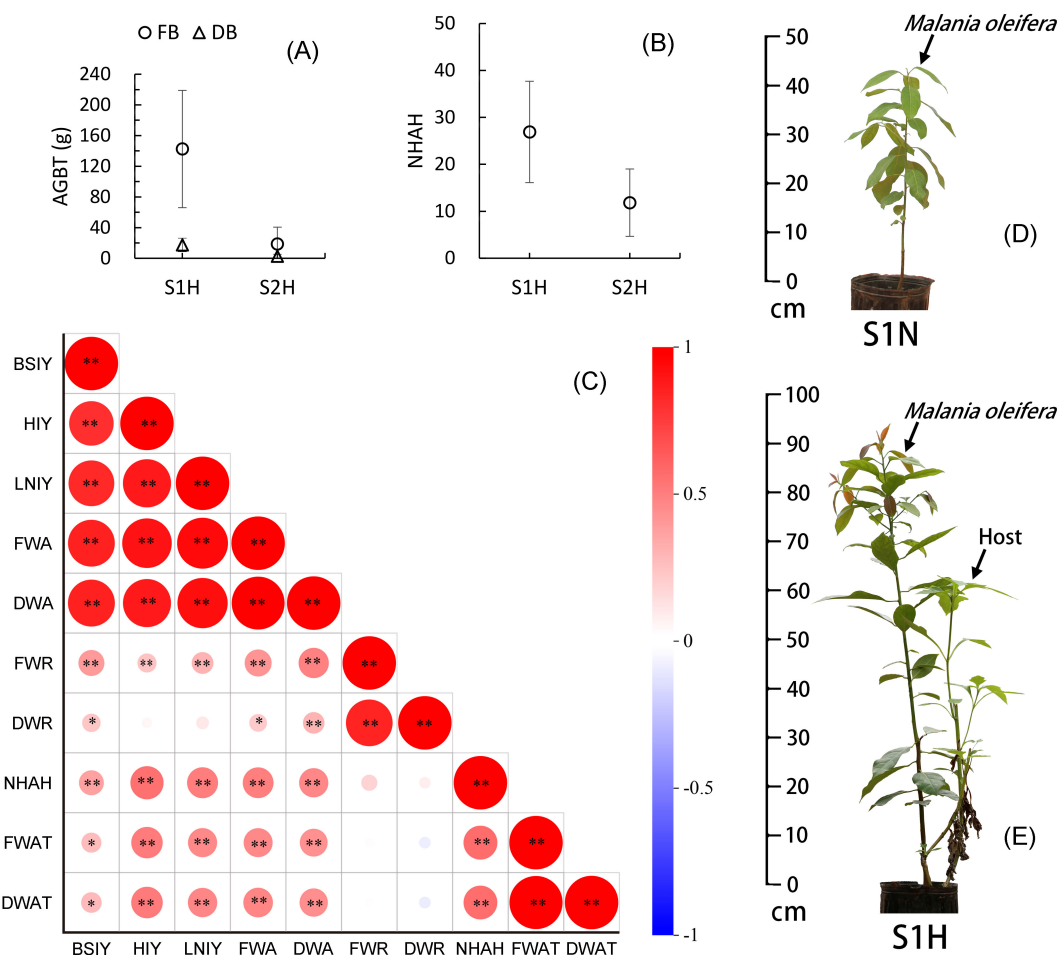 ○ FB △ DB
(A)
AGBT (g)
240
200
160
120
80
40
0
S1H S2H
(B)
NHAH
50
40
30
20
10
0
S1H S2H
Malania oleifera
50
40
30
20
10
0
cm
(D)
S1N
(C)
BSIY ** 
HIY ** **
LNIY ** ** **
FWA ** ** ** **
DWA ** ** ** ** **
FWR ** ** ** ** ** **
DWR * * ** ** **
NHAH ** ** ** ** ** **
FWAT * ** ** ** ** ** **
DWAT * ** ** ** ** ** ** **
BSIY HIY LNIY FWA DWA FWR DWR NHAH FWAT DWAT
1
0.5
0
-0.5
-1
100
90
80
70
60
50
40
30
20
10
0
cm
Malania oleifera
Host
(E)
S1H